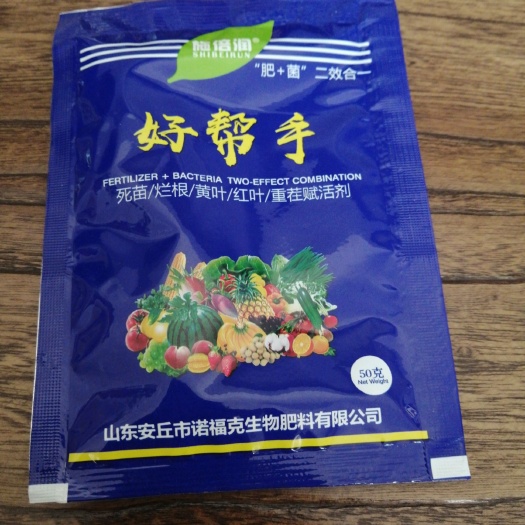 施倍润®
SHIBEIRUN
"肥+菌" 二效合一
好帮手
FERTILIZER + BACTERIA TWO-EFFECT COMBINATION
死苗/烂根/黄叶/红叶/重茬赋活剂
50克
Net Weight
山东安丘市诺福克生物肥料有限公司